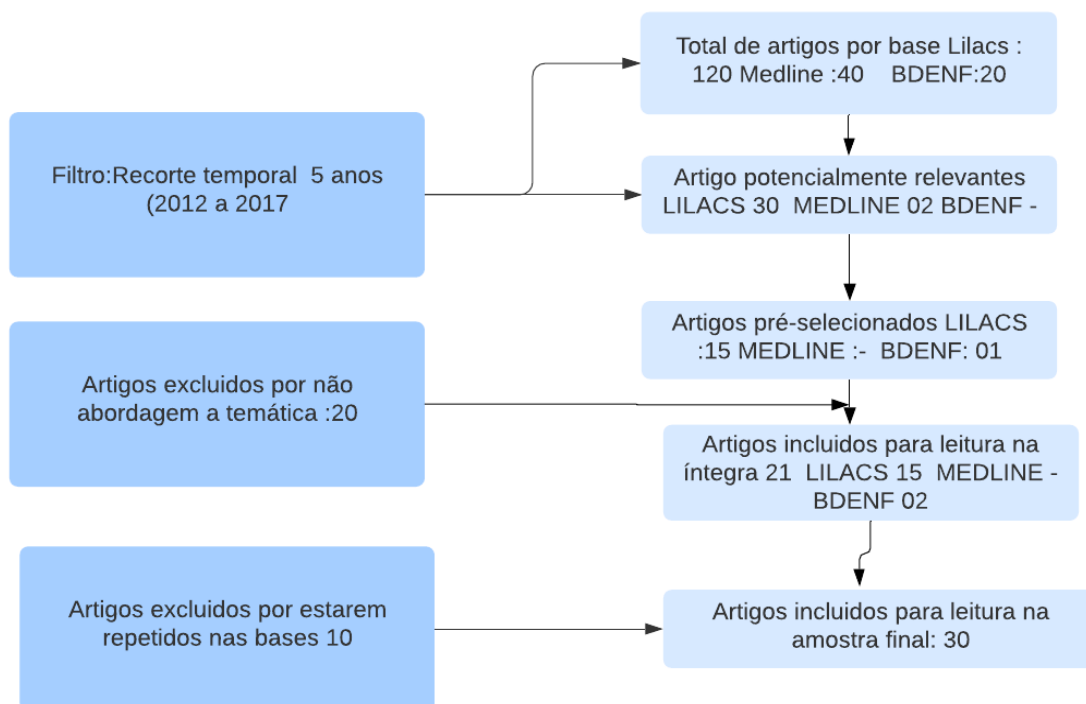 Total de artigos por base Lilacs :
120 Medline :40 BDENF:20
Filtro:Recorte temporal 5 anos
(2012 a 2017
Artigo potencialmente relevantes
LILACS 30 MEDLINE 02 BDENF -
Artigos pré-selecionados LILACS
:15 MEDLINE :- BDENF: 01
Artigos excluidos por não
abordagem a temática :20
Artigos incluidos para leitura na
íntegra 21 LILACS 15 MEDLINE -
BDENF 02
Artigos excluidos por estarem
repetidos nas bases 10
Artigos incluidos para leitura na
amostra final: 30